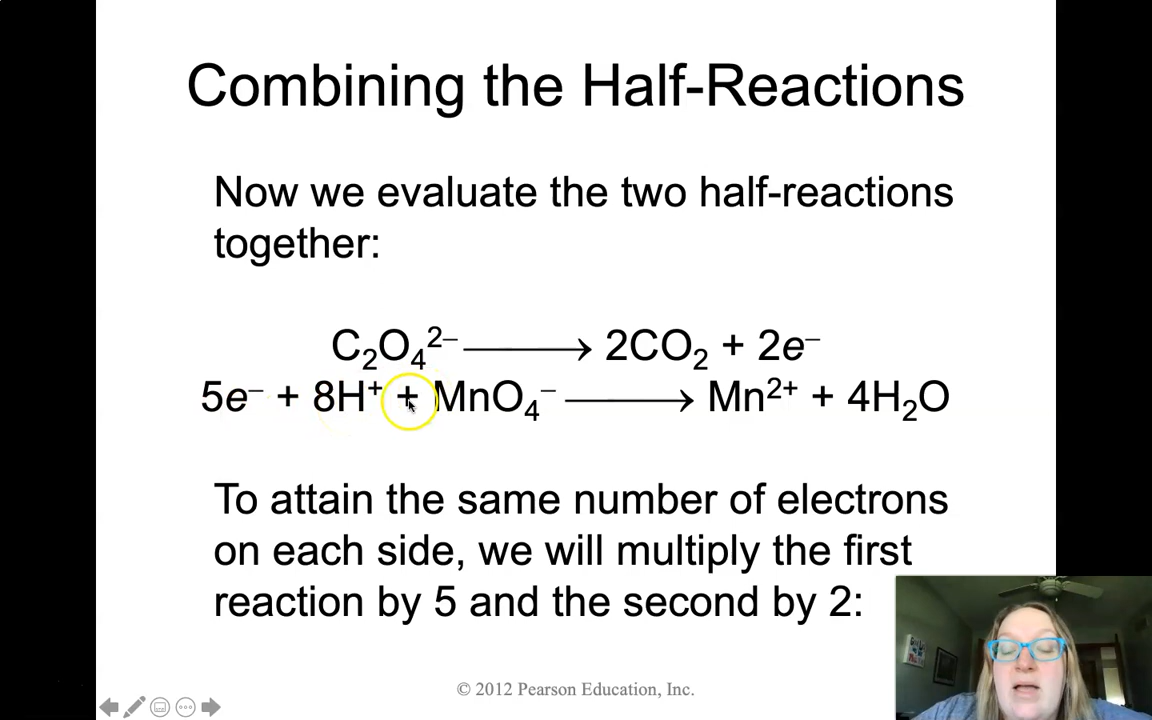 Combining the Half-Reactions
Now we evaluate the two half-reactions
together:
C₂O₄²⁻ ⟶ 2CO₂ + 2e⁻
5e⁻ + 8H⁺ + MnO₄⁻ ⟶ Mn²⁺ + 4H₂O
To attain the same number of electrons
on each side, we will multiply the first
reaction by 5 and the second by 2:
© 2012 Pearson Education, Inc.